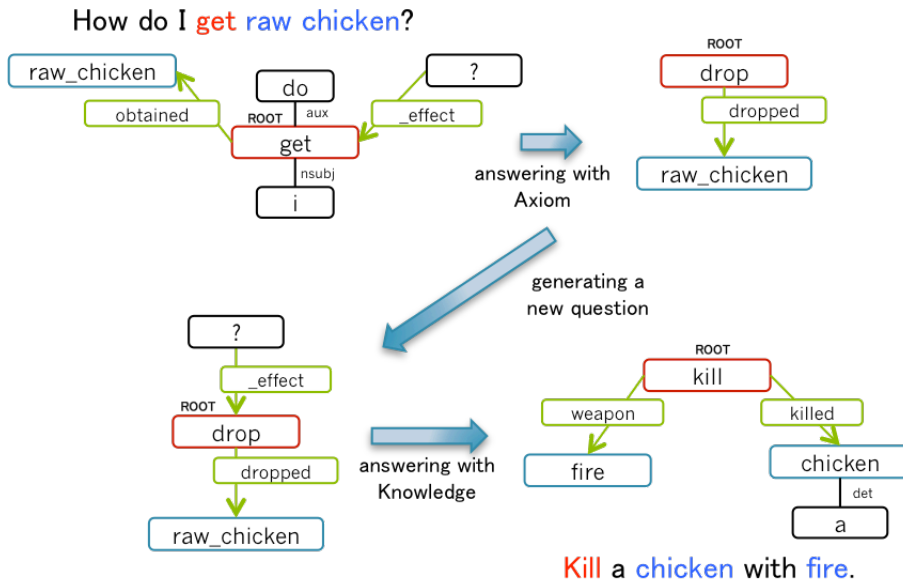 How do I get raw chicken?
raw_chicken
do
?
obtained
ROOT
aux
_effect
get
nsubj
i
answering with
Axiom
ROOT
drop
dropped
raw_chicken
generating a
new question
?
_effect
ROOT
drop
dropped
raw_chicken
answering with
Knowledge
ROOT
kill
weapon
killed
fire
chicken
det
a
Kill a chicken with fire.